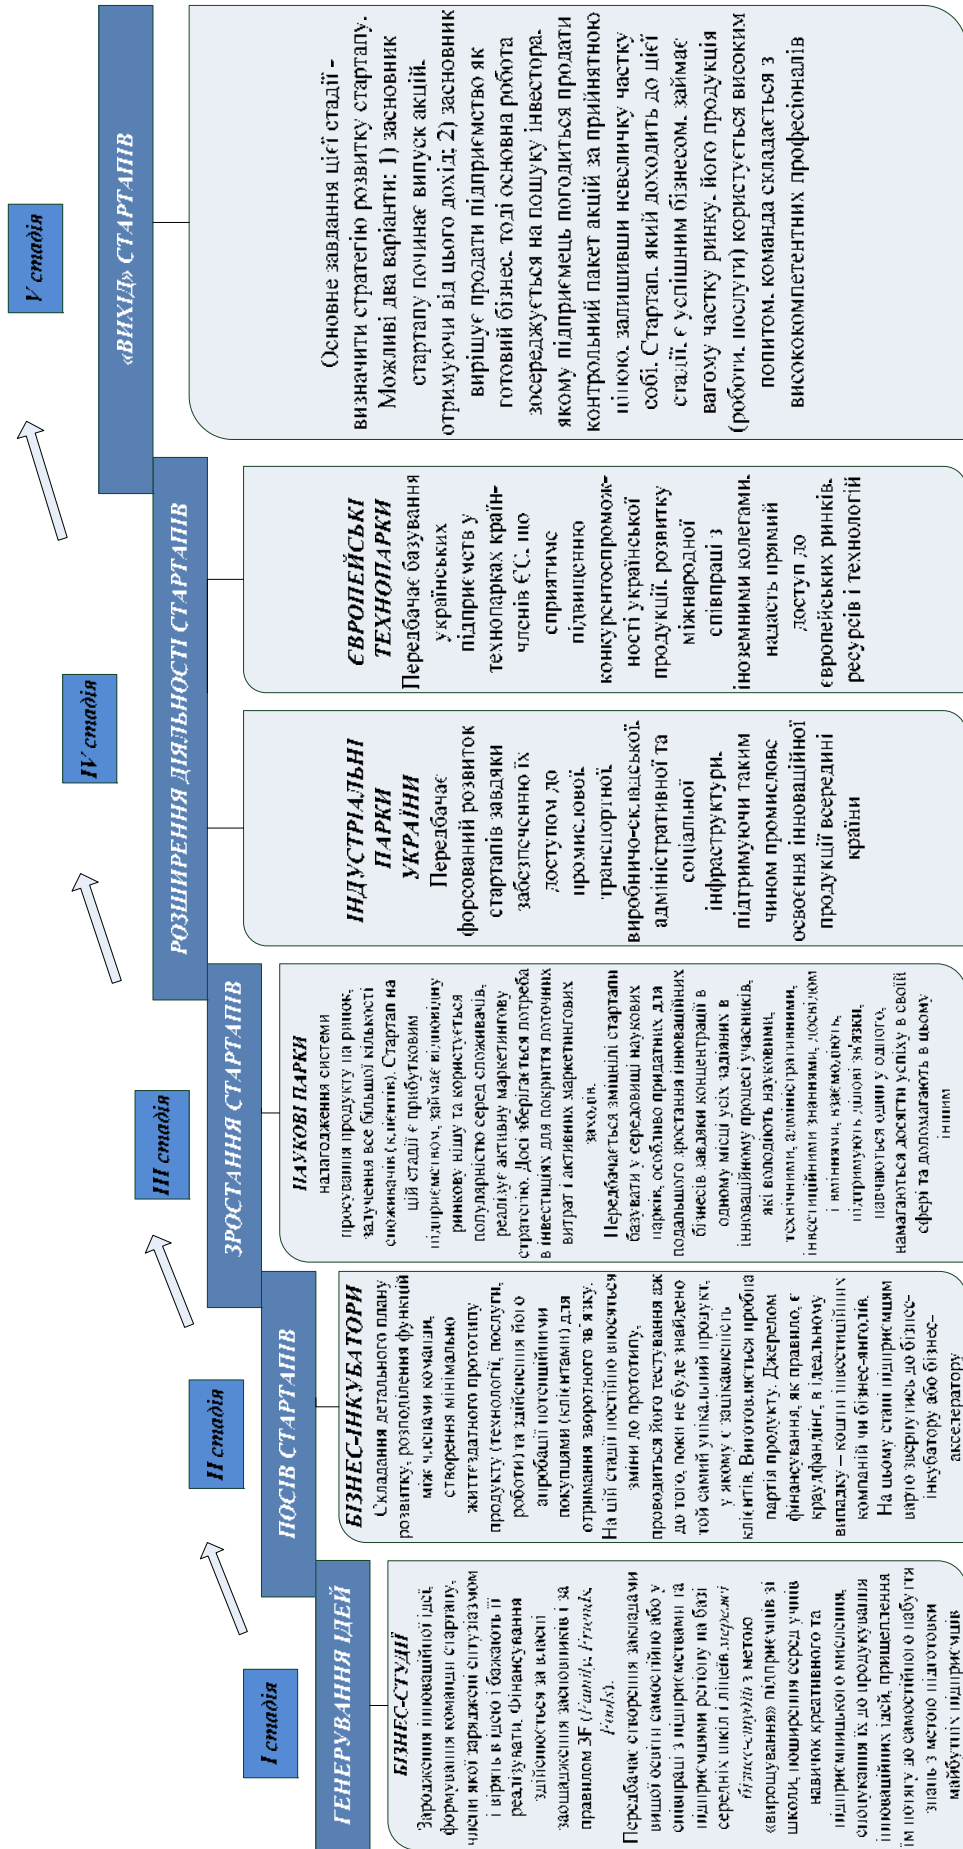 I стадія
ГЕНЕРУВАННЯ ІДЕЙ
БІЗНЕС-СТУДІЇ
Зародження інноваційної ідеї,
формування команди стартапу,
члени якої заряджені ентузіазмом
і вірять в ідею і бажають її
реалізувати. Фінансування
здійснюється за власні
заощадження засновників і за
правилом 3F (Family, Friends,
Fools).
Передбачає створення закладами
вищої освіти самостійно або у
співпраці з підприємствами та
підприємцями регіону на базі
середніх шкіл і ліцеїв мережі
бізнес-студій з метою
«вирощування» підприємців зі
школи, поширення серед учнів
навичок креативного та
підприємницького мислення,
спонукання їх до продукування
інноваційних ідей, прищеплення
їм потягу до самостійного набуття
знань з метою підготовки
майбутніх підприємців
II стадія
ПОСІВ СТАРТАПІВ
БІЗНЕС-ІНКУБАТОРИ
Складання детального плану
розвитку, розподілення функцій
між членами команди,
створення мінімально
життєздатного прототипу
продукту (технології, послуги,
роботи) та здійснення його
апробації потенційними
покупцями (клієнтами) для
отримання зворотного зв'язку.
На цій стадії постійно вносяться
зміни до прототипу,
проводиться його тестування аж
до того, поки не буде знайдено
той самий унікальний продукт,
у якому є зацікавленість
клієнтів. Виготовляється пробна
партія продукту. Джерелом
фінансування, як правило, є
краудфандінг, в ідеальному
випадку – кошти інвестиційних
компаній чи бізнес-янголів.
На цьому етапі підприємцям
варто звернутись до бізнес-
інкубатору або бізнес-
акселератору
III стадія
ЗРОСТАННЯ СТАРТАПІВ
НАУКОВІ ПАРКИ
налагодження системи
просування продукту на ринок,
залучення все більшої кількості
споживачів (клієнтів). Стартап на
цій стадії є прибутковим
підприємством, займає відповідну
ринкову нішу та користується
популярністю серед споживачів,
реалізує активну маркетингову
стратегію. Досі зберігається потреба
в інвестиціях для покриття поточних
витрат і активних маркетингових
заходів.
Передбачається зміцнілі стартапи
базувати у середовищі наукових
парків, особливо придатних для
подальшого зростання інноваційних
бізнесів завдяки концентрації в
одному місці усіх задіяних в
інноваційному процесі учасників,
які володіють науковими,
технічними, адміністративними,
інвестиційними знаннями, досвідом
і вміннями, взаємодіють,
підтримують ділові зв'язки,
навчаються один у одного,
намагаються досягти успіху в своїй
сфері та допомагають в цьому
іншим
IV стадія
РОЗШИРЕННЯ ДІЯЛЬНОСТІ СТАРТАПІВ
ІНДУСТРІАЛЬНІ
ПАРКИ
УКРАЇНИ
Передбачає
форсований розвиток
стартапів завдяки
забезпеченню їх
доступом до
промислової,
транспортної,
виробничо-складської,
адміністративної та
соціальної
інфраструктури,
підтримуючи таким
чином промислове
освоєння інноваційної
продукції всередині
країни
ЄВРОПЕЙСЬКІ
ТЕХНОПАРКИ
Передбачає базування
українських
підприємств у
технопарках країн-
членів ЄС, що
сприятиме
підвищенню
конкурентоспромож-
ності української
продукції, розвитку
міжнародної
співпраці з
іноземними колегами,
надасть прямий
доступ до
європейських ринків,
ресурсів і технологій
V стадія
«ВИХІД» СТАРТАПІВ
Основне завдання цієї стадії -
визначити стратегію розвитку стартапу.
Можливі два варіанти: 1) засновник
стартапу починає випуск акцій,
отримуючи від цього дохід; 2) засновник
вирішує продати підприємство як
готовий бізнес, тоді основна робота
зосереджується на пошуку інвестора,
якому підприємець погодиться продати
контрольний пакет акцій за прийнятною
ціною, залишивши невеличку частку
собі. Стартап, який доходить до цієї
стадії, є успішним бізнесом, займає
вагому частку ринку, його продукція
(роботи, послуги) користується високим
попитом, команда складається з
висококомпетентних професіоналів